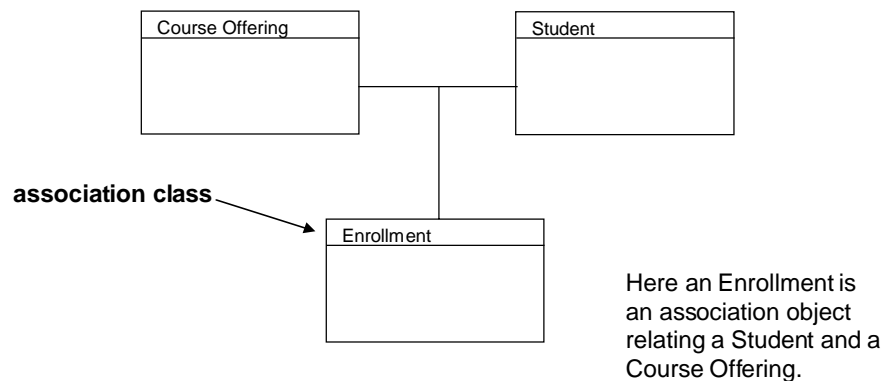 Course Offering
Student
association class
Enrollment
Here an Enrollment is
an association object
relating a Student and a
Course Offering.